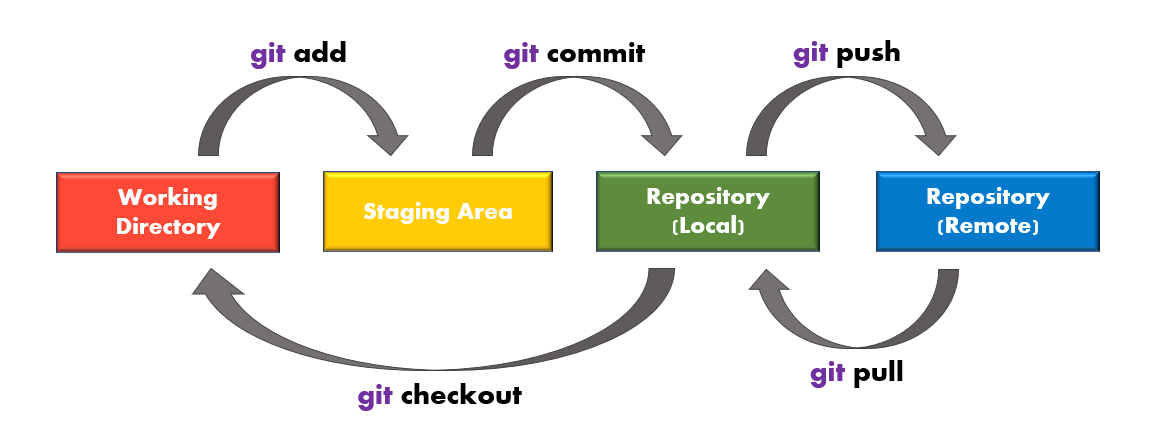 git add
git commit
git push
Working
Directory
Staging Area
Repository
(Local)
Repository
(Remote)
git pull
git checkout